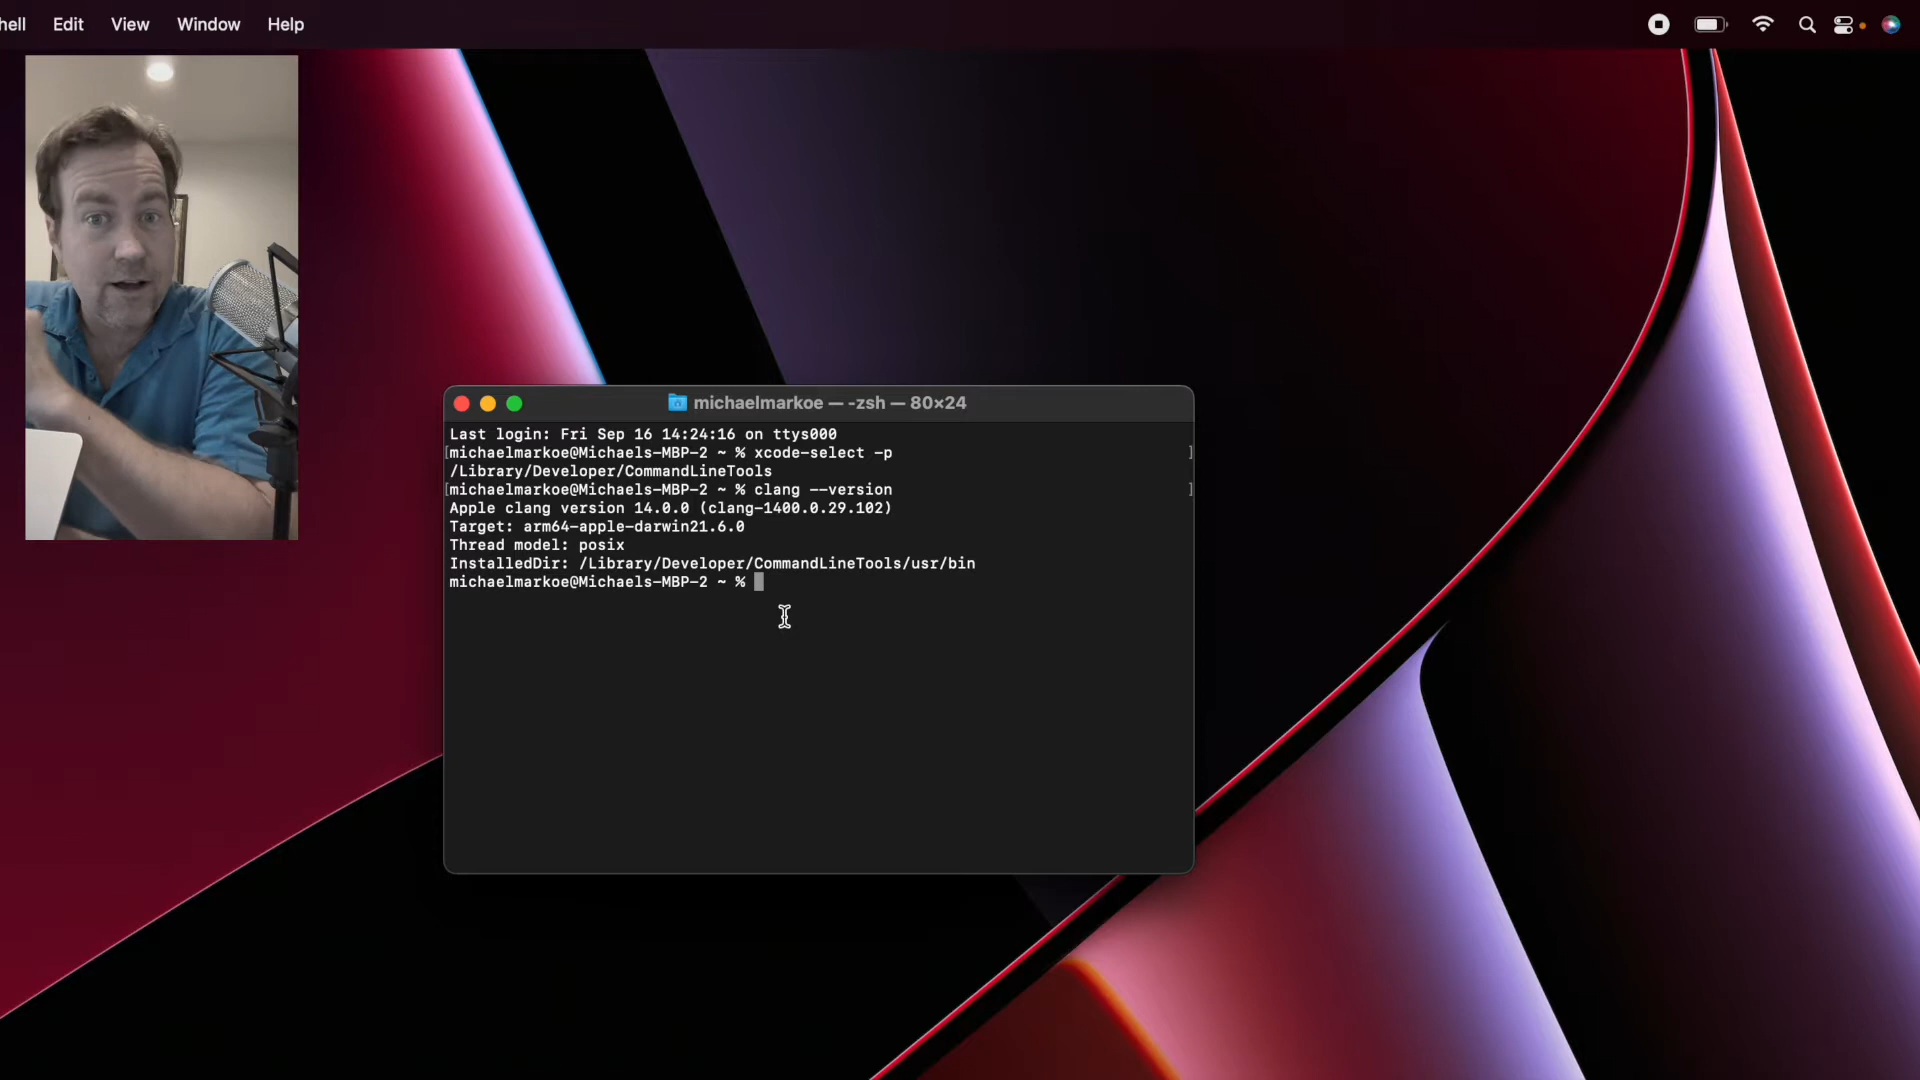 hell Edit View Window Help
michaelmarkoe — -zsh — 80×24
Last login: Fri Sep 16 14:24:16 on ttys000
[michaelmarkoe@Michaels-MBP-2 ~ % xcode-select -p ]
/Library/Developer/CommandLineTools
[michaelmarkoe@Michaels-MBP-2 ~ % clang --version ]
Apple clang version 14.0.0 (clang-1400.0.29.102)
Target: arm64-apple-darwin21.6.0
Thread model: posix
InstalledDir: /Library/Developer/CommandLineTools/usr/bin
michaelmarkoe@Michaels-MBP-2 ~ %